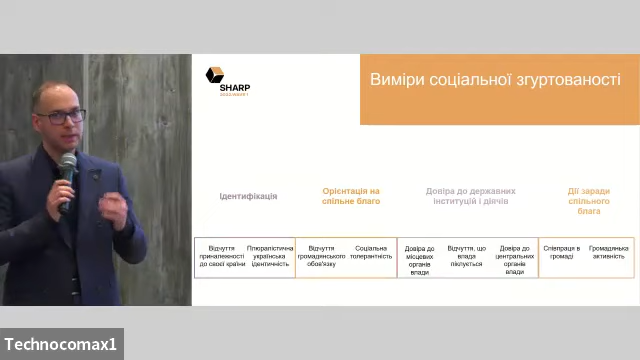 Виміри соціальної згуртованості
SHARP
Ідентифікація
Орієнтація на
спільне благо
Довіра до державних
інституцій і діячів
Дії заради
спільного
блага
Відчуття
приналежності
до своєї країни
Плюралістична
українська
ідентичність
Відчуття
громадянського
обов'язку
Соціальна
толерантність
Довіра до
місцевих
органів
влади
Відчуття, що
влада
піклується
Довіра до
центральних
органів
влади
Співпраця в
громаді
Громадянська
активність
Technocomax1